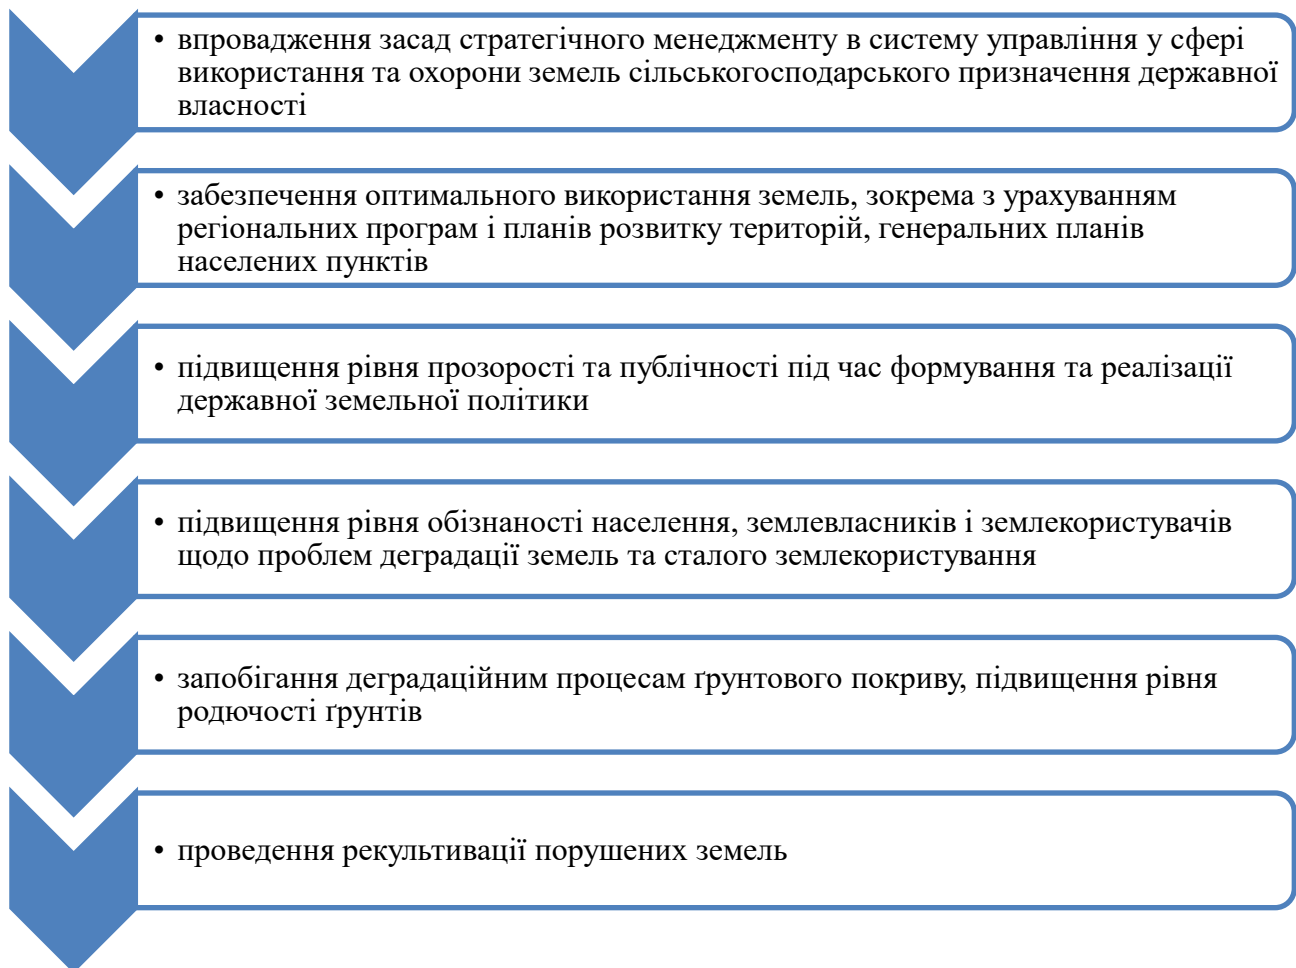 • впровадження засад стратегічного менеджменту в систему управління у сфері
використання та охорони земель сільськогосподарського призначення державної
власності
• забезпечення оптимального використання земель, зокрема з урахуванням
регіональних програм і планів розвитку територій, генеральних планів
населених пунктів
• підвищення рівня прозорості та публічності під час формування та реалізації
державної земельної політики
• підвищення рівня обізнаності населення, землевласників і землекористувачів
щодо проблем деградації земель та сталого землекористування
• запобігання деградаційним процесам ґрунтового покриву, підвищення рівня
родючості ґрунтів
• проведення рекультивації порушених земель